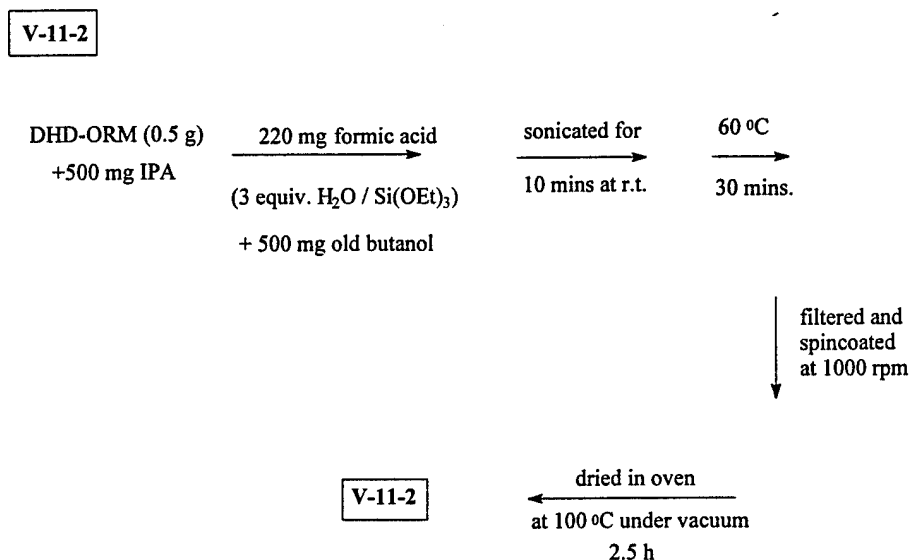 V-11-2
DHD-ORM (0.5 g)
+500 mg IPA
220 mg formic acid
(3 equiv. H₂O / Si(OEt)₃)
+ 500 mg old butanol
sonicated for
10 mins at r.t.
60 ⁰C
30 mins.
filtered and
spincoated
at 1000 rpm
dried in oven
at 100 ⁰C under vacuum
2.5 h
V-11-2